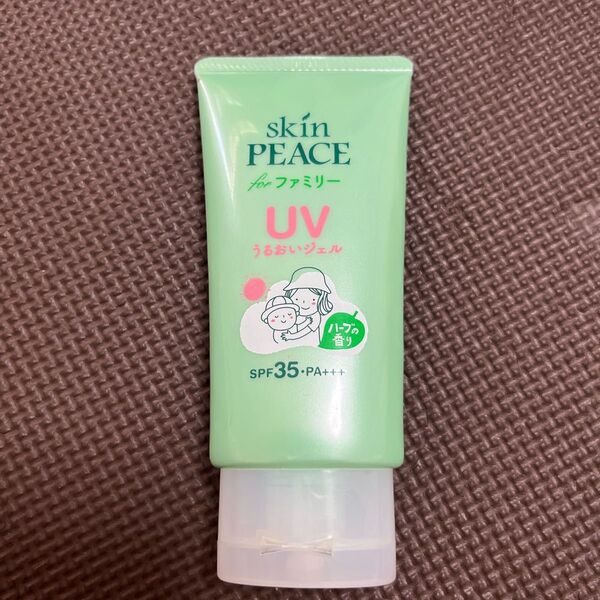 skin
PEACE
for ファミリー
UV
うるおいジェル
ハーブの
香り
SPF35・PA+++